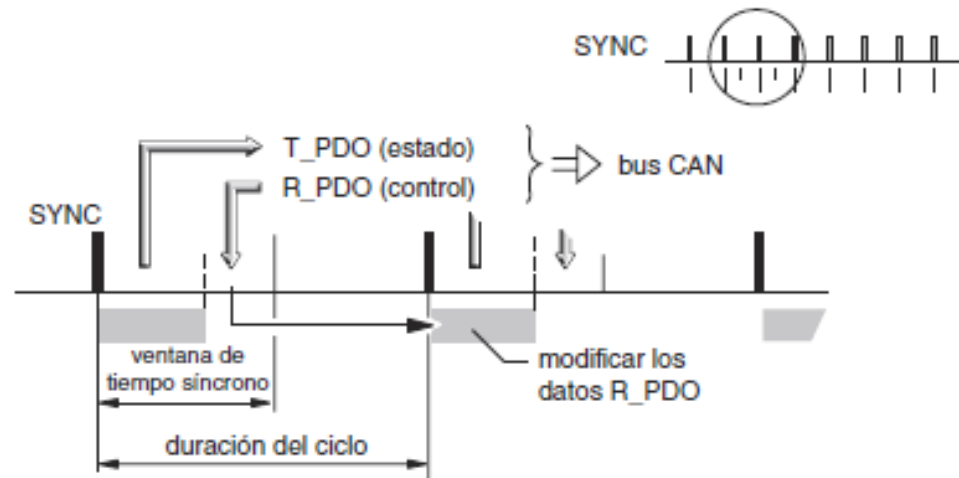 SYNC
T_PDO (estado)
R_PDO (control)
bus CAN
SYNC
ventana de
tiempo síncrono
modificar los
datos R_PDO
duración del ciclo